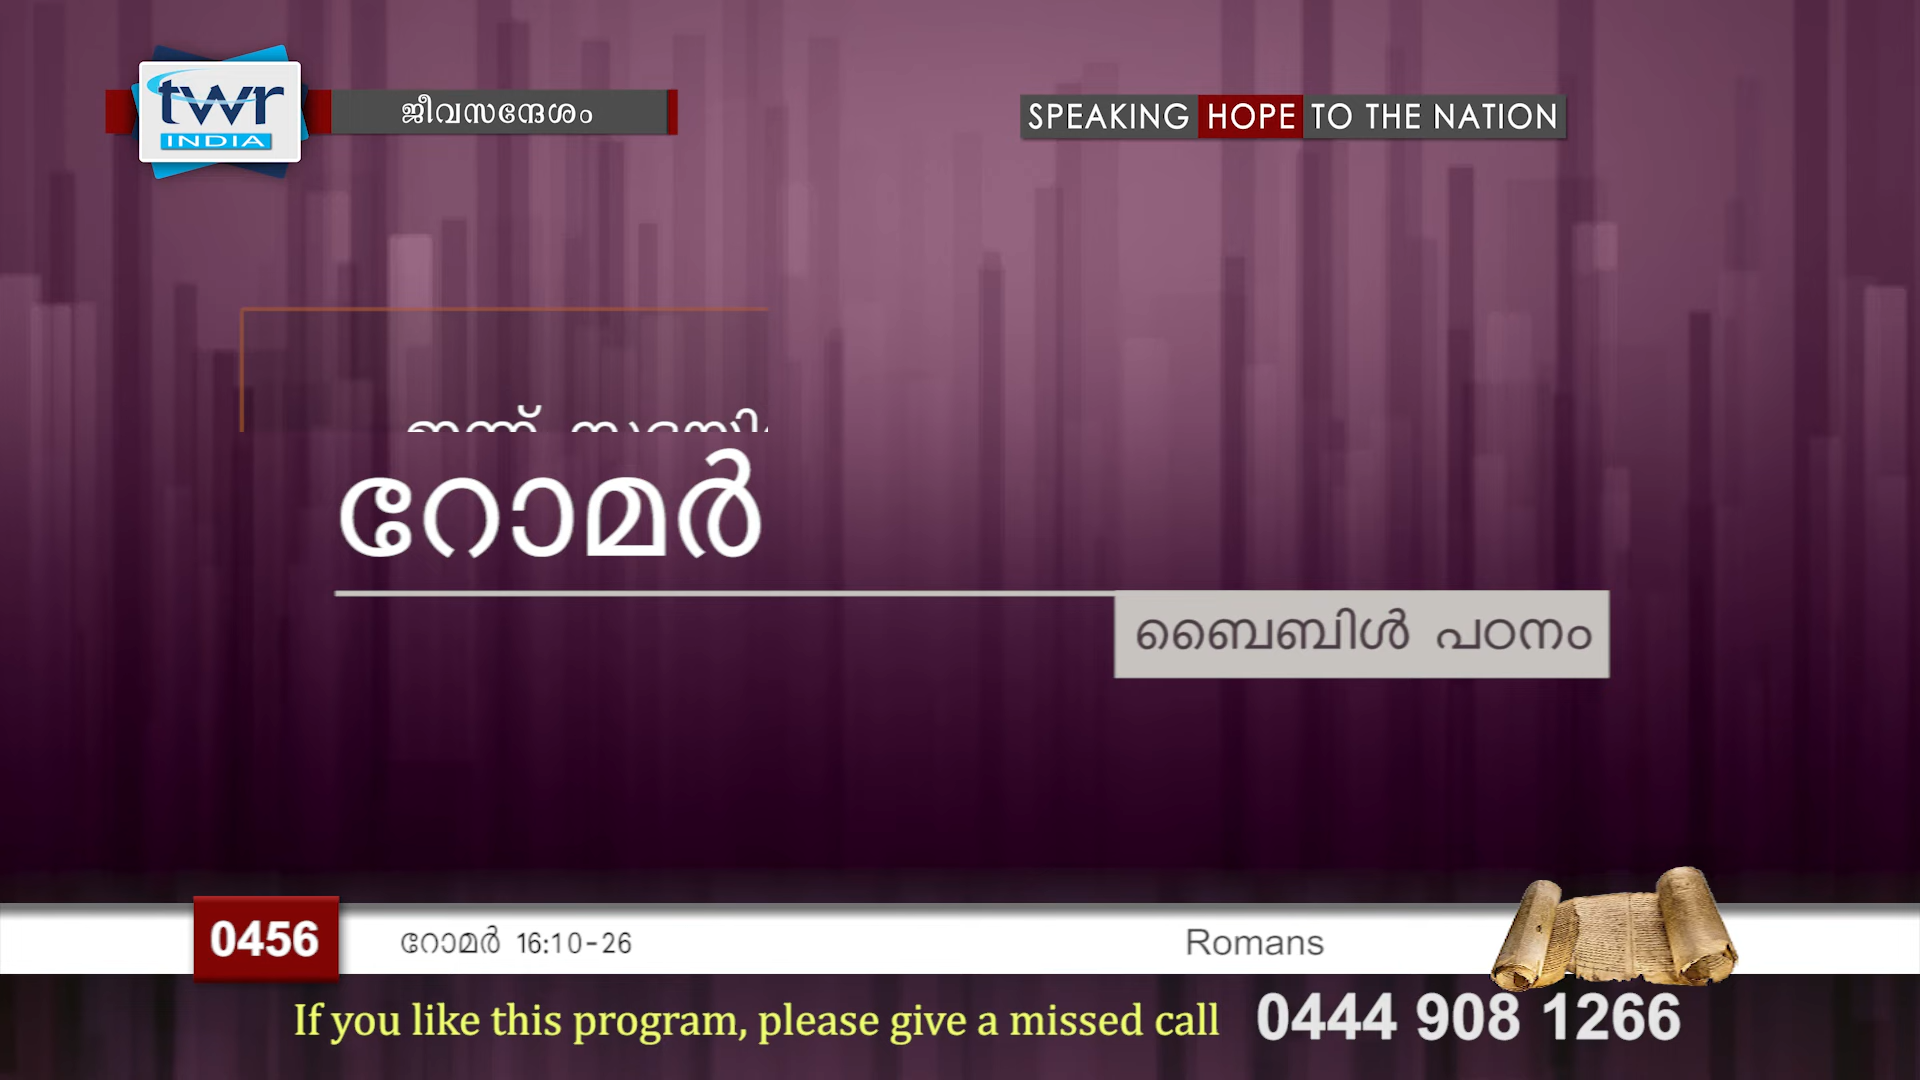 twr
INDIA
ജീവസന്ദേശം
SPEAKING HOPE TO THE NATION
ഇന്ന്
റോമർ
ബൈബിൾ പഠനം
0456
റോമർ 16:10-26
Romans
If you like this program, please give a missed call 0444 908 1266